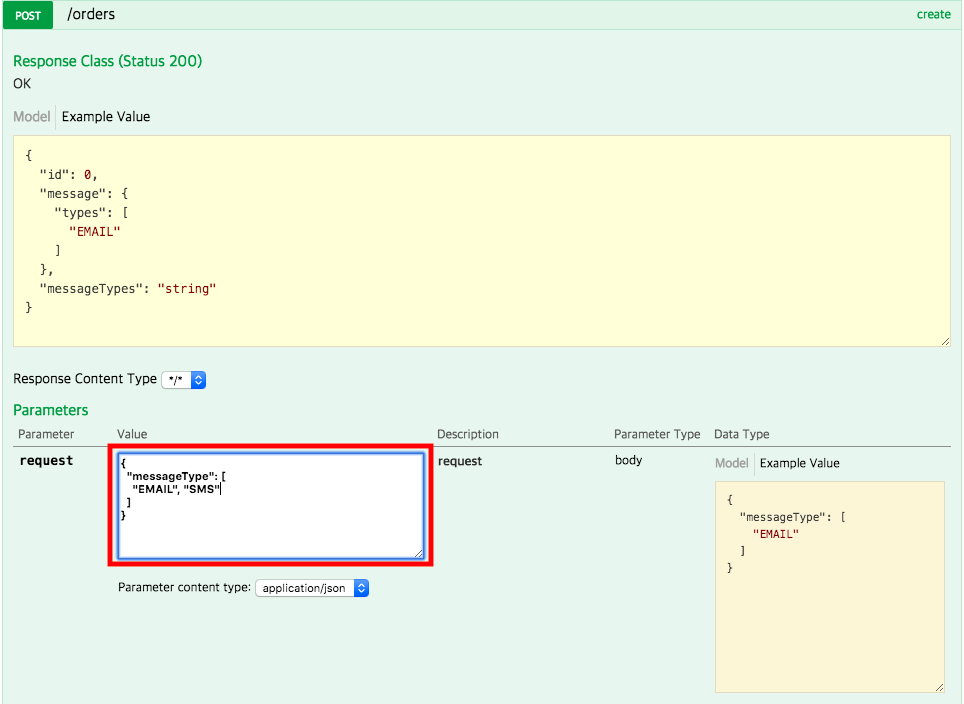 POST /orders create
Response Class (Status 200)
OK
Model Example Value
{
  "id": 0,
  "message": {
    "types": [
      "EMAIL"
    ]
  },
  "messageTypes": "string"
}
Response Content Type */*
Parameters
Parameter Value Description Parameter Type Data Type
request
{
  "messageType": [
    "EMAIL", "SMS"
  ]
}
Parameter content type: application/json
request
body
Model Example Value
{
  "messageType": [
    "EMAIL"
  ]
}